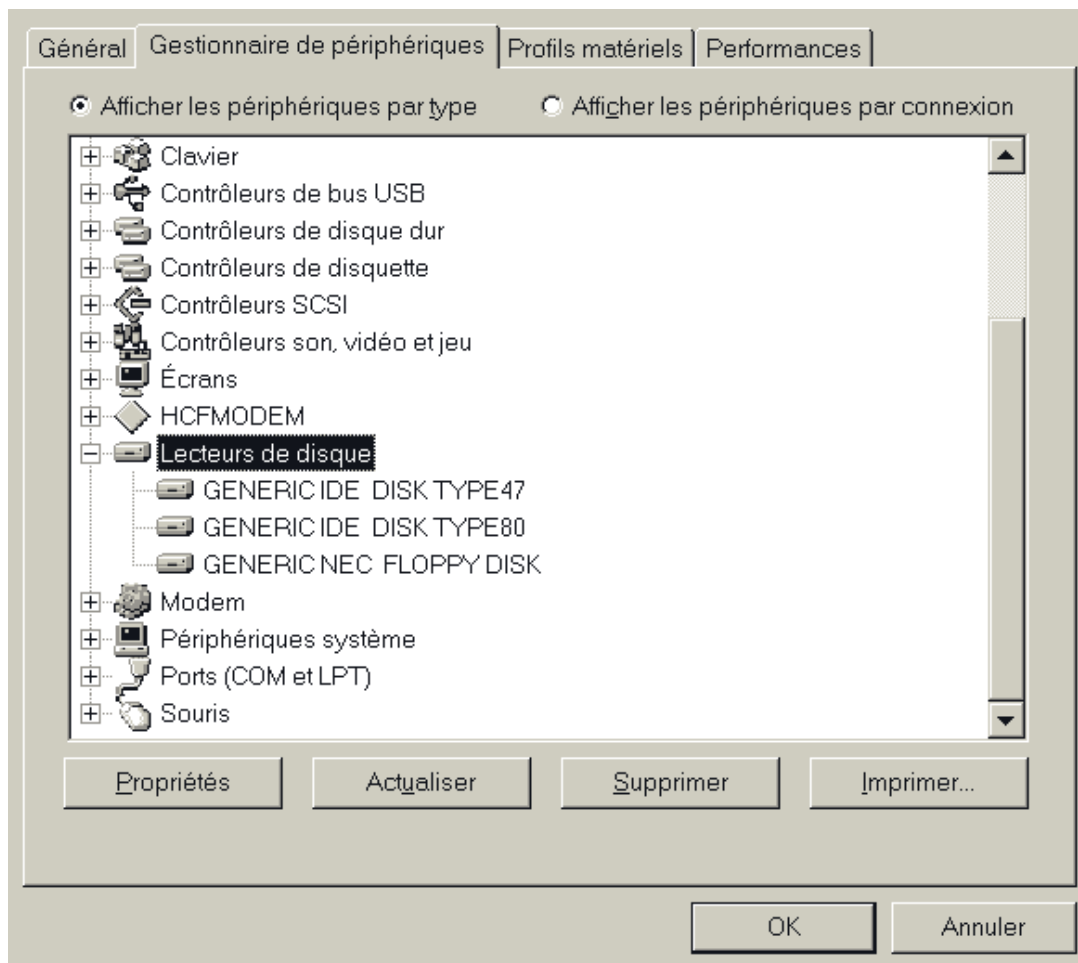 Général Gestionnaire de périphériques Profils matériels Performances
Afficher les périphériques par type Afficher les périphériques par connexion
Clavier
Contrôleurs de bus USB
Contrôleurs de disque dur
Contrôleurs de disquette
Contrôleurs SCSI
Contrôleurs son, vidéo et jeu
Écrans
HCFMODEM
Lecteurs de disque
GENERIC IDE DISK TYPE47
GENERIC IDE DISK TYPE80
GENERIC NEC FLOPPY DISK
Modem
Périphériques système
Ports (COM et LPT)
Souris
Propriétés Actualiser Supprimer Imprimer...
OK Annuler